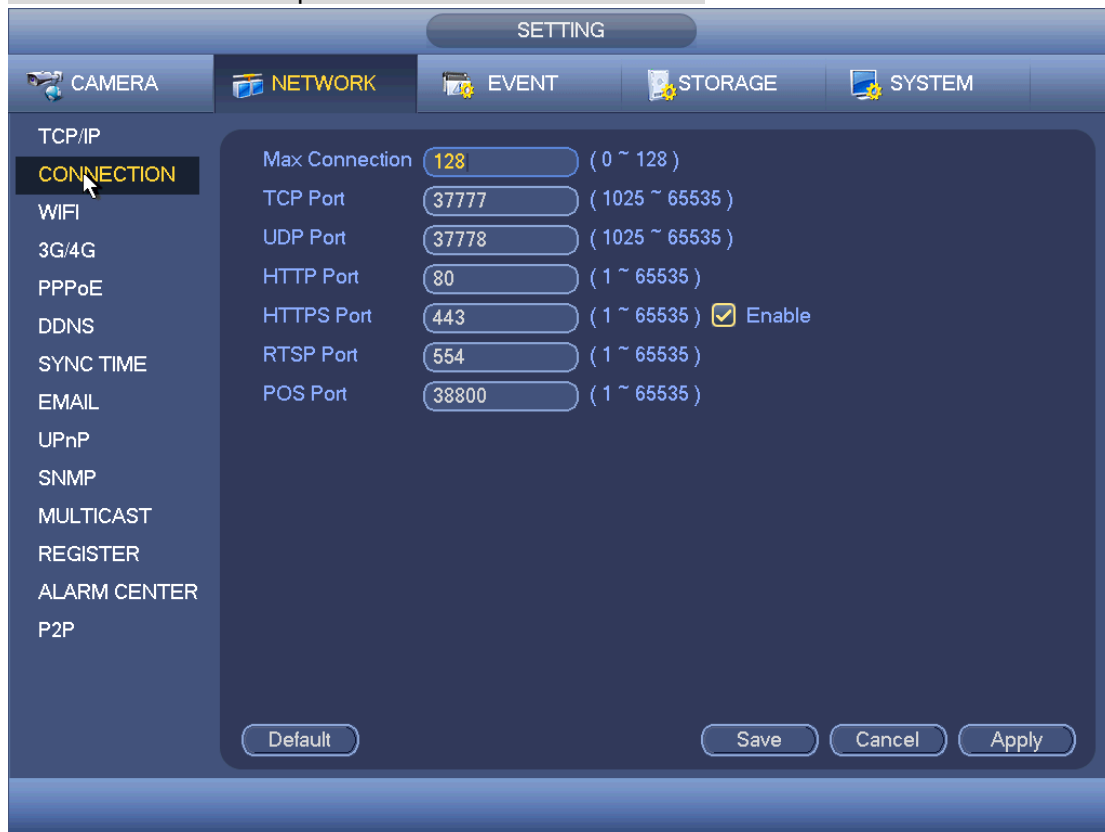 SETTING
CAMERA NETWORK EVENT STORAGE SYSTEM
TCP/IP
CONNECTION
WIFI
3G/4G
PPPoE
DDNS
SYNC TIME
EMAIL
UPnP
SNMP
MULTICAST
REGISTER
ALARM CENTER
P2P
Max Connection 128 ( 0 ~ 128 )
TCP Port 37777 ( 1025 ~ 65535 )
UDP Port 37778 ( 1025 ~ 65535 )
HTTP Port 80 ( 1 ~ 65535 )
HTTPS Port 443 ( 1 ~ 65535 ) Enable
RTSP Port 554 ( 1 ~ 65535 )
POS Port 38800 ( 1 ~ 65535 )
Default Save Cancel Apply